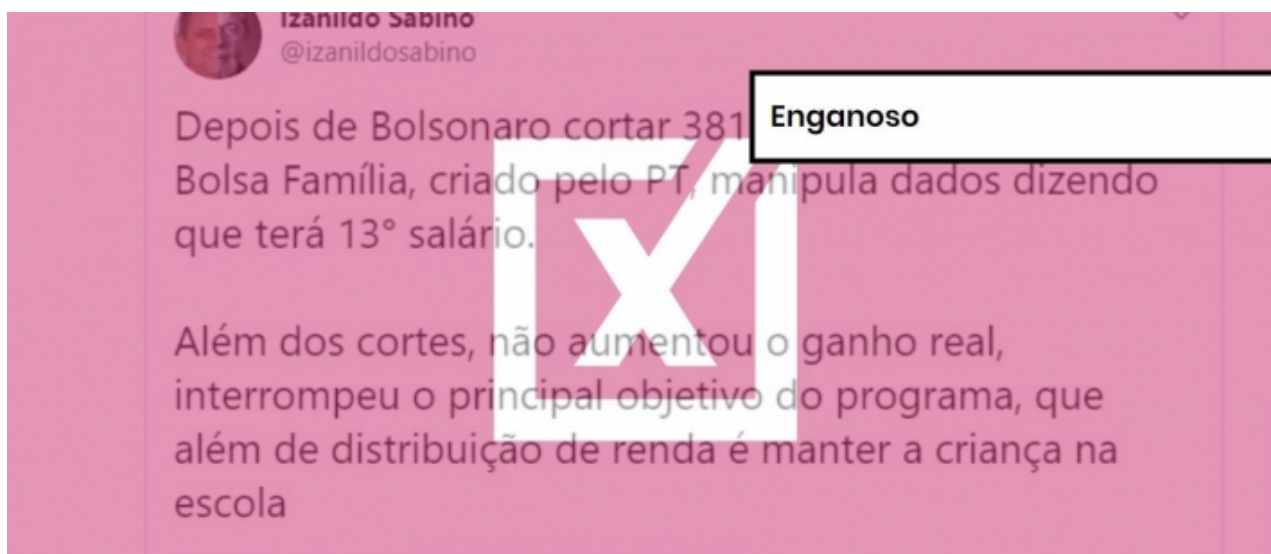 Izanildo Sabino
@izanildosabino
Enganoso
Depois de Bolsonaro cortar 381
Bolsa Família, criado pelo PT, manipula dados dizendo
que terá 13° salário.
Além dos cortes, não aumentou o ganho real,
interrompeu o principal objetivo do programa, que
além de distribuição de renda é manter a criança na
escola